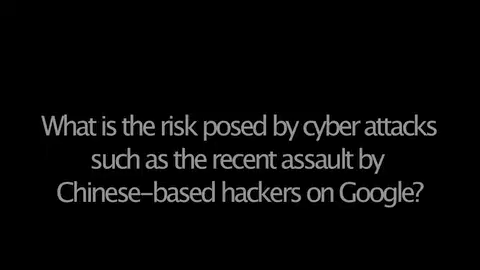 What is the risk posed by cyber attacks
such as the recent assault by
Chinese-based hackers on Google?